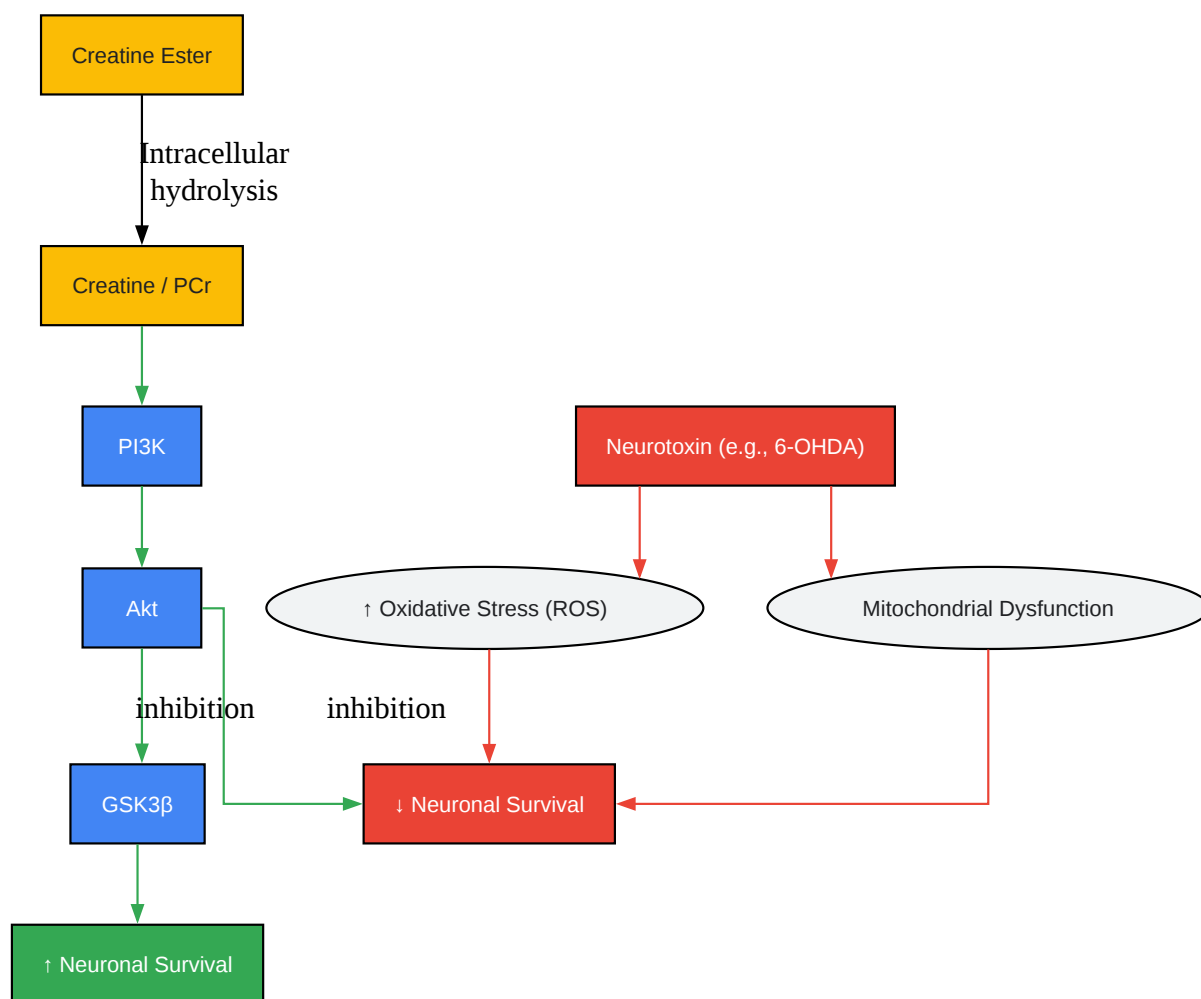 Creatine Ester
Intracellular
hydrolysis
Creatine / PCr
PI3K
Neurotoxin (e.g., 6-OHDA)
Akt
↑ Oxidative Stress (ROS)
Mitochondrial Dysfunction
inhibition
inhibition
GSK3β
↓ Neuronal Survival
↑ Neuronal Survival